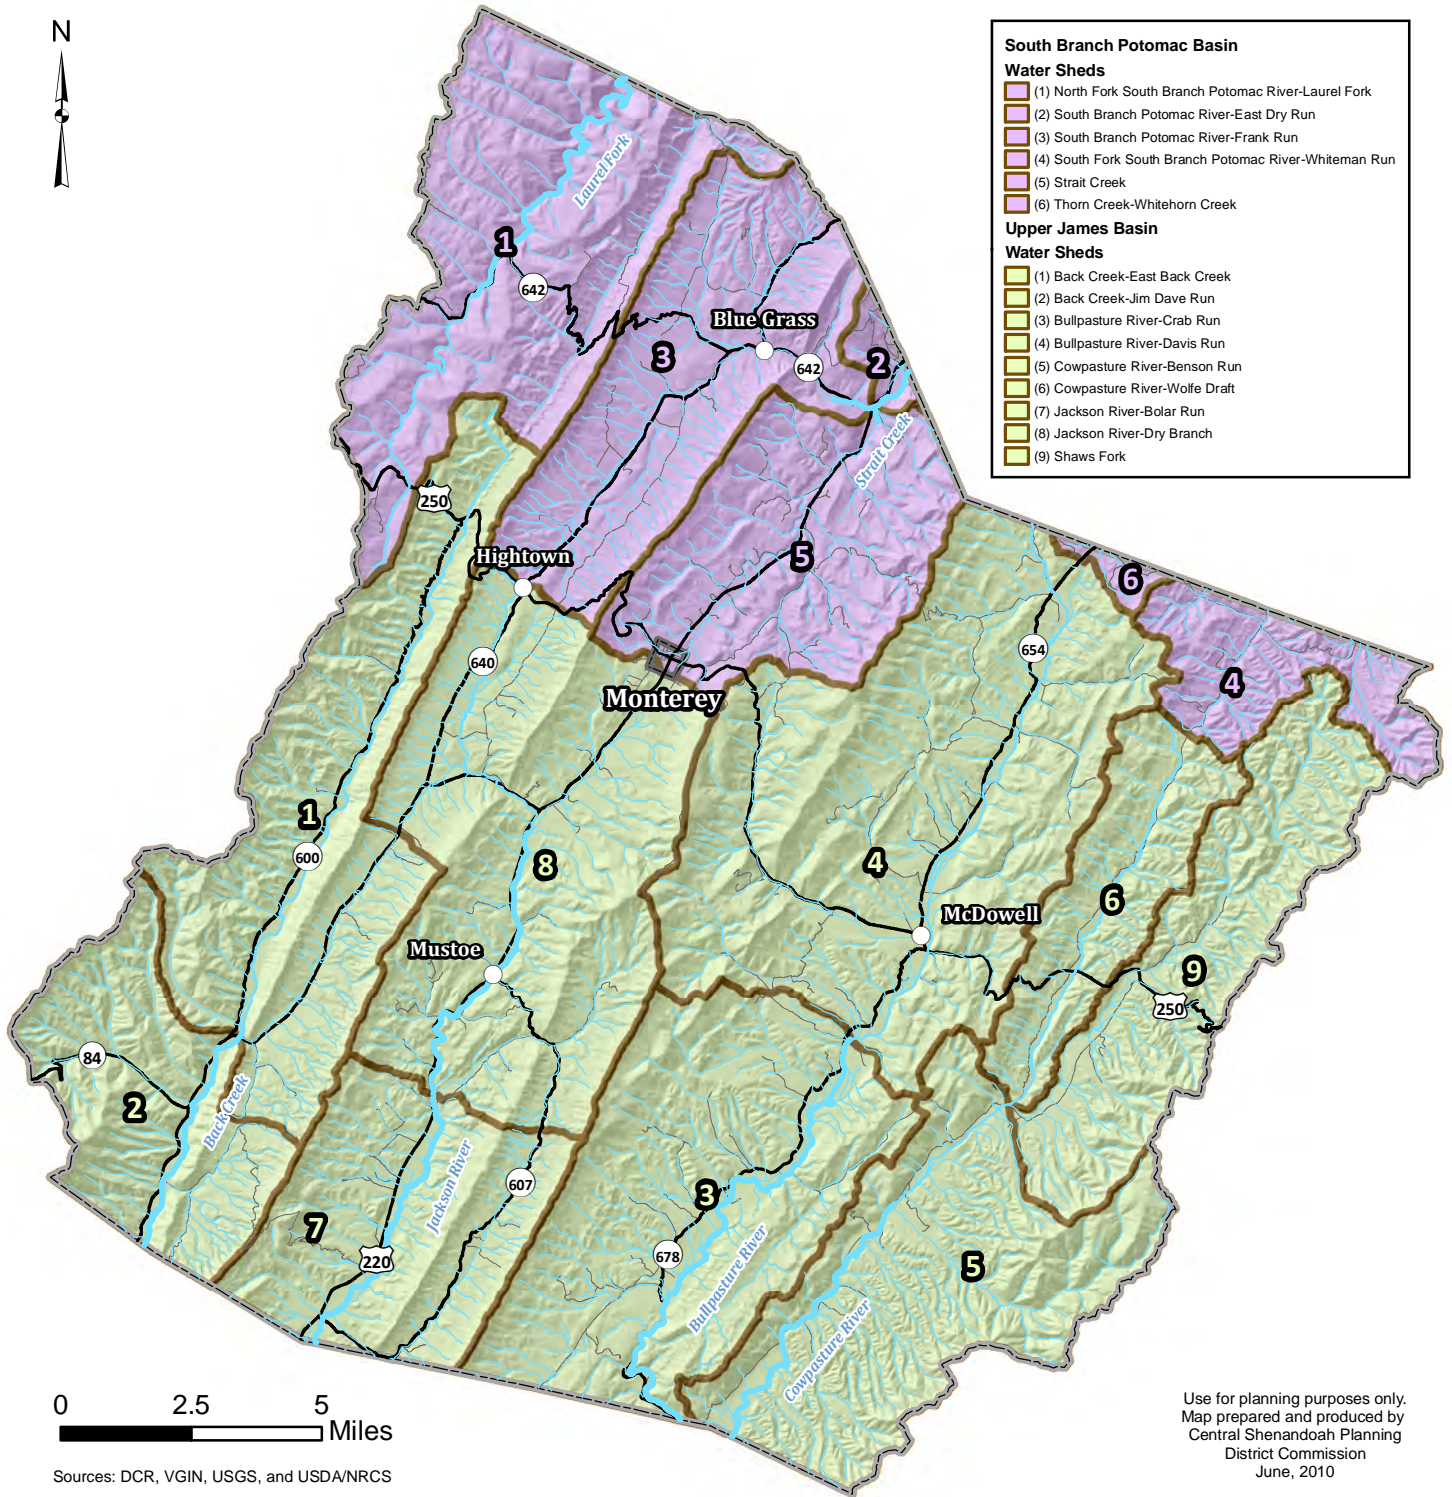 N
South Branch Potomac Basin
Water Sheds
(1) North Fork South Branch Potomac River-Laurel Fork
(2) South Branch Potomac River-East Dry Run
(3) South Branch Potomac River-Frank Run
(4) South Fork South Branch Potomac River-Whiteman Run
(5) Strait Creek
(6) Thorn Creek-Whitehorn Creek
Upper James Basin
Water Sheds
(1) Back Creek-East Back Creek
(2) Back Creek-Jim Dave Run
(3) Bullpasture River-Crab Run
(4) Bullpasture River-Davis Run
(5) Cowpasture River-Benson Run
(6) Cowpasture River-Wolfe Draft
(7) Jackson River-Bolar Run
(8) Jackson River-Dry Branch
(9) Shaws Fork
Laurel Fork
1
642
Blue Grass
3
642
2
Strait Creek
250
Hightown
5
6
640
654
4
Monterey
1
600
8
4
6
McDowell
Mustoe
9
250
84
2
Back Creek
Jackson River
607
3
7
220
678
Bullpasture River
5
Cowpasture River
0 2.5 5
Miles
Sources: DCR, VGIN, USGS, and USDA/NRCS
Use for planning purposes only.
Map prepared and produced by
Central Shenandoah Planning
District Commission
June, 2010